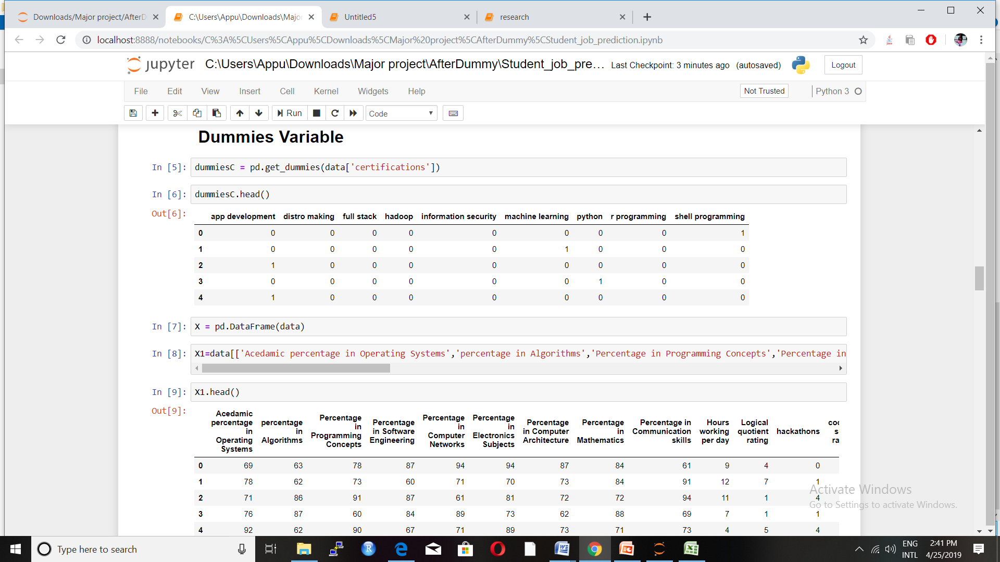 Downloads/Major project/AfterD
C:\Users\Appu\Downloads\Major
Untitled5
research
localhost:8888/notebooks/C%3A%5CUsers%5CAppu%5CDownloads%5CMajor%20project%5CAfterDummy%5CStudent_job_prediction.ipynb
jupyter C:\Users\Appu\Downloads\Major project\AfterDummy\Student_job_pre… Last Checkpoint: 3 minutes ago (autosaved) Logout
File Edit View Insert Cell Kernel Widgets Help Not Trusted Python 3
Run Code
Dummies Variable
In [5]: dummiesC = pd.get_dummies(data['certifications'])
In [6]: dummiesC.head()
Out[6]:
app development distro making full stack hadoop information security machine learning python r programming shell programming
0 0 0 0 0 0 0 0 0 1
1 0 0 0 0 0 1 0 0 0
2 1 0 0 0 0 0 0 0 0
3 0 0 0 0 0 0 1 0 0
4 1 0 0 0 0 0 0 0 0
In [7]: X = pd.DataFrame(data)
In [8]: X1=data[['Acedamic percentage in Operating Systems','percentage in Algorithms','Percentage in Programming Concepts','Percentage in
In [9]: X1.head()
Out[9]:
Acedamic percentage in Operating Systems percentage in Algorithms Percentage in Programming Concepts Percentage in Software Engineering Percentage in Computer Networks Percentage in Electronics Subjects Percentage in Computer Architecture Percentage in Mathematics Percentage in Communication skills Hours working per day Logical quotient rating hackathons
0 69 63 78 87 94 94 87 84 61 9 4 0
1 78 62 73 60 71 70 73 84 91 12 7 1
2 71 86 91 87 61 81 72 72 94 11 1 4
3 76 87 60 84 89 73 62 88 69 7 1 1
4 92 62 90 67 71 89 73 71 73 4 5 4
Activate Windows
Go to Settings to activate Windows.
Type here to search
ENG
INTL
2:41 PM
4/25/2019